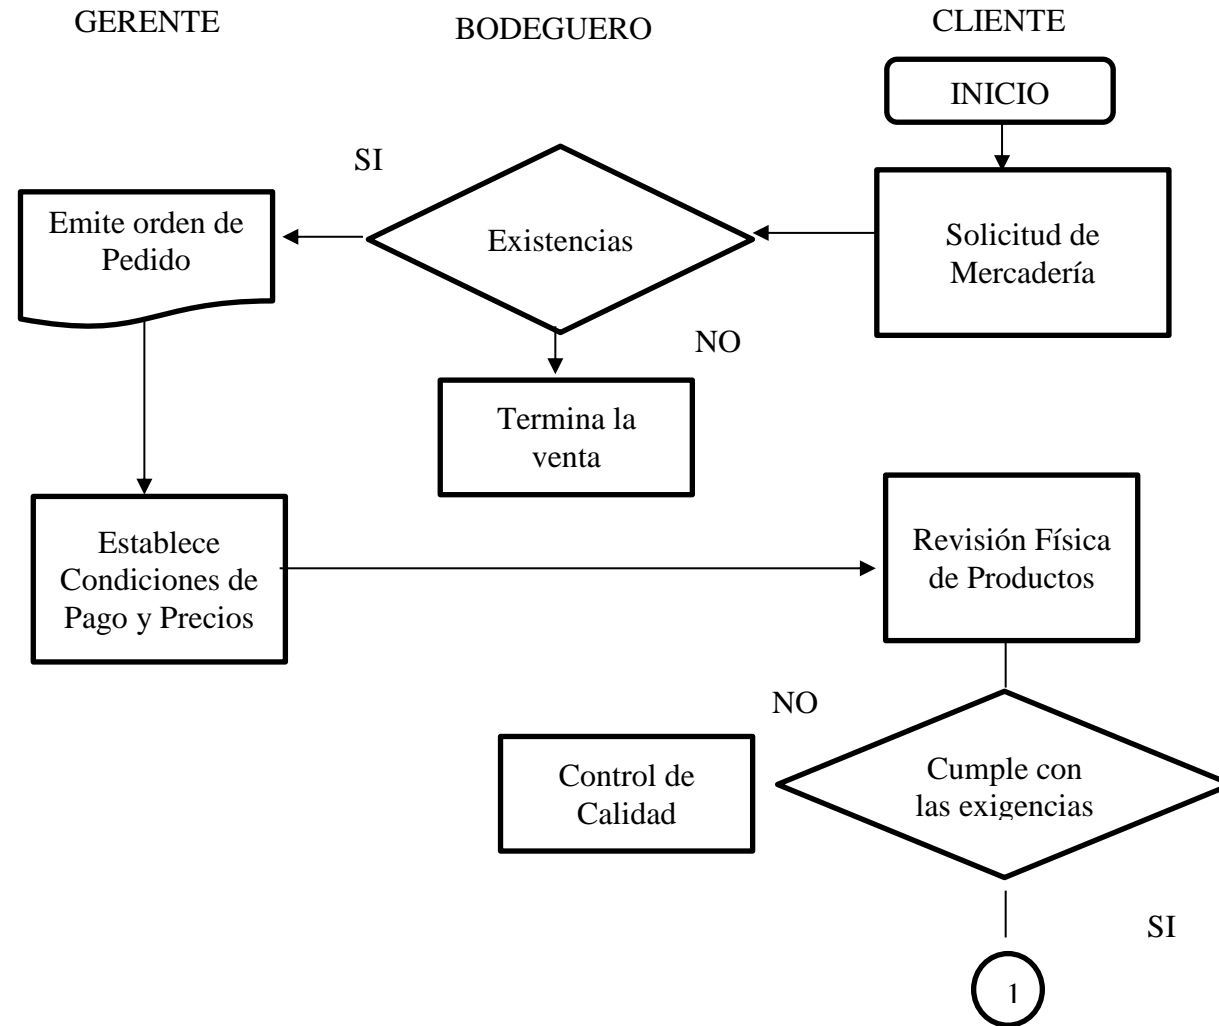 GERENTE
BODEGUERO
CLIENTE
INICIO
SI
Emite orden de
Pedido
Existencias
Solicitud de
Mercadería
NO
Termina la
venta
Establece
Condiciones de
Pago y Precios
Revisión Física
de Productos
NO
Control de
Calidad
Cumple con
las exigencias
SI
1